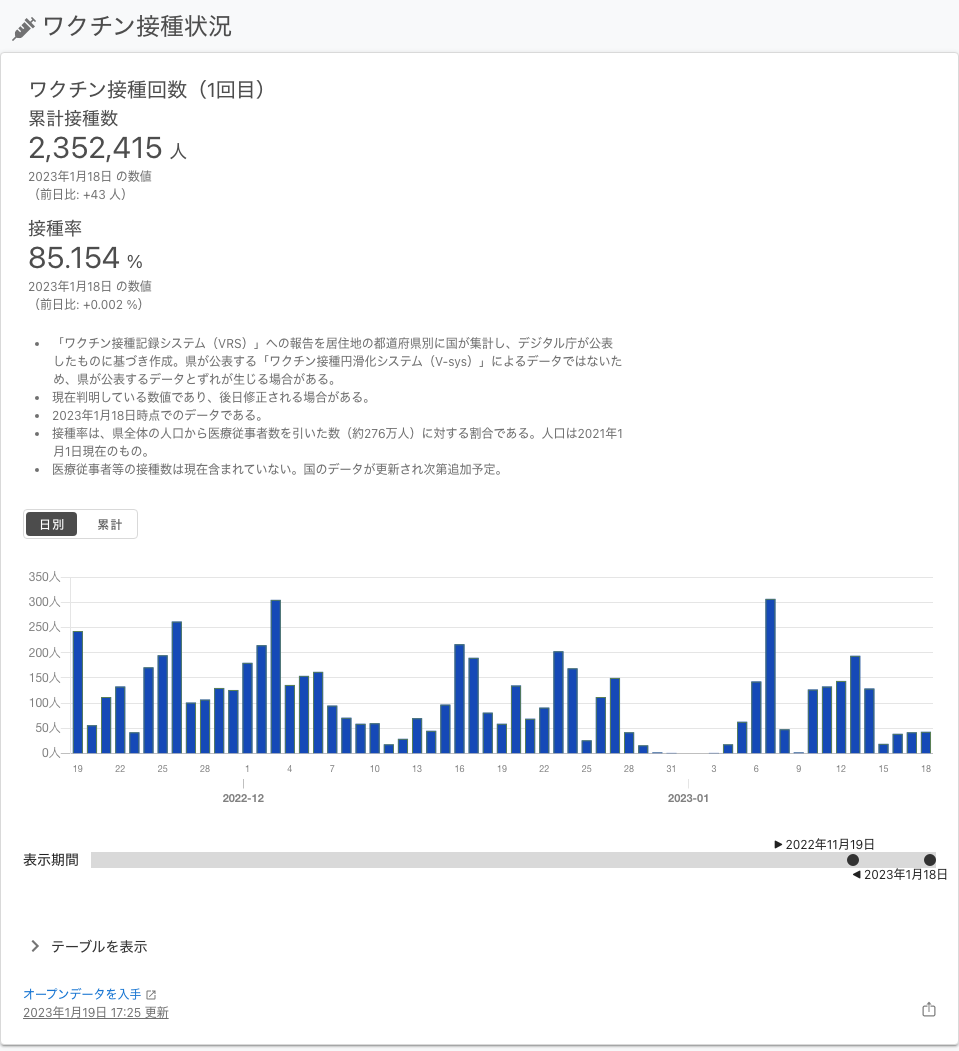 ワクチン接種状況
ワクチン接種回数（1回目）
累計接種数
2,352,415 人
2023年1月18日 の数値
（前日比: +43 人）
接種率
85.154 %
2023年1月18日 の数値
（前日比: +0.002 %）
• 「ワクチン接種記録システム（VRS）」への報告を居住地の都道府県別に国が集計し、デジタル庁が公表
したものに基づき作成。県が公表する「ワクチン接種円滑化システム（V-sys）」によるデータではないた
め、県が公表するデータとずれが生じる場合がある。
• 現在判明している数値であり、後日修正される場合がある。
• 2023年1月18日時点でのデータである。
• 接種率は、県全体の人口から医療従事者数を引いた数（約276万人）に対する割合である。人口は2021年1
月1日現在のもの。
• 医療従事者等の接種数は現在含まれていない。国のデータが更新され次第追加予定。
日別 累計
350人
300人
250人
200人
150人
100人
50人
0人
19 22 25 28 1 4 7 10 13 16 19 22 25 28 31 3 6 9 12 15 18
2022-12 2023-01
▶ 2022年11月19日
表示期間
◀ 2023年1月18日
テーブルを表示
オープンデータを入手
2023年1月19日 17:25 更新